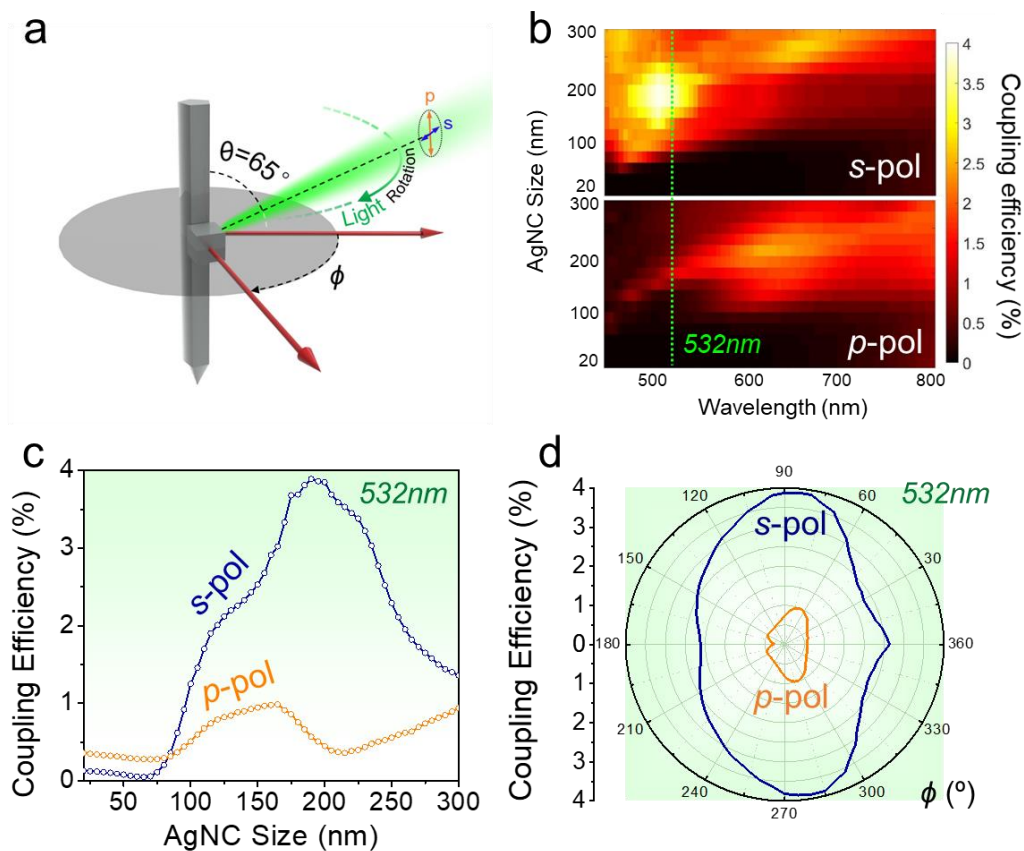 a
θ=65°
p
s
Light
Rotation
ϕ
b
300
200
100
20
s-pol
300
200
100
20
p-pol
532nm
500
600
700
800
AgNC Size (nm)
Wavelength (nm)
4
3.5
3
2.5
2
1.5
1
0.5
0
Coupling efficiency (%)
c
532nm
4
3
2
1
0
Coupling Efficiency (%)
s-pol
p-pol
50
100
150
200
250
300
AgNC Size (nm)
d
532nm
4
3
2
1
0
1
2
3
4
Coupling Efficiency (%)
90
60
30
360
330
300
270
240
210
180
150
120
s-pol
p-pol
ϕ (º)